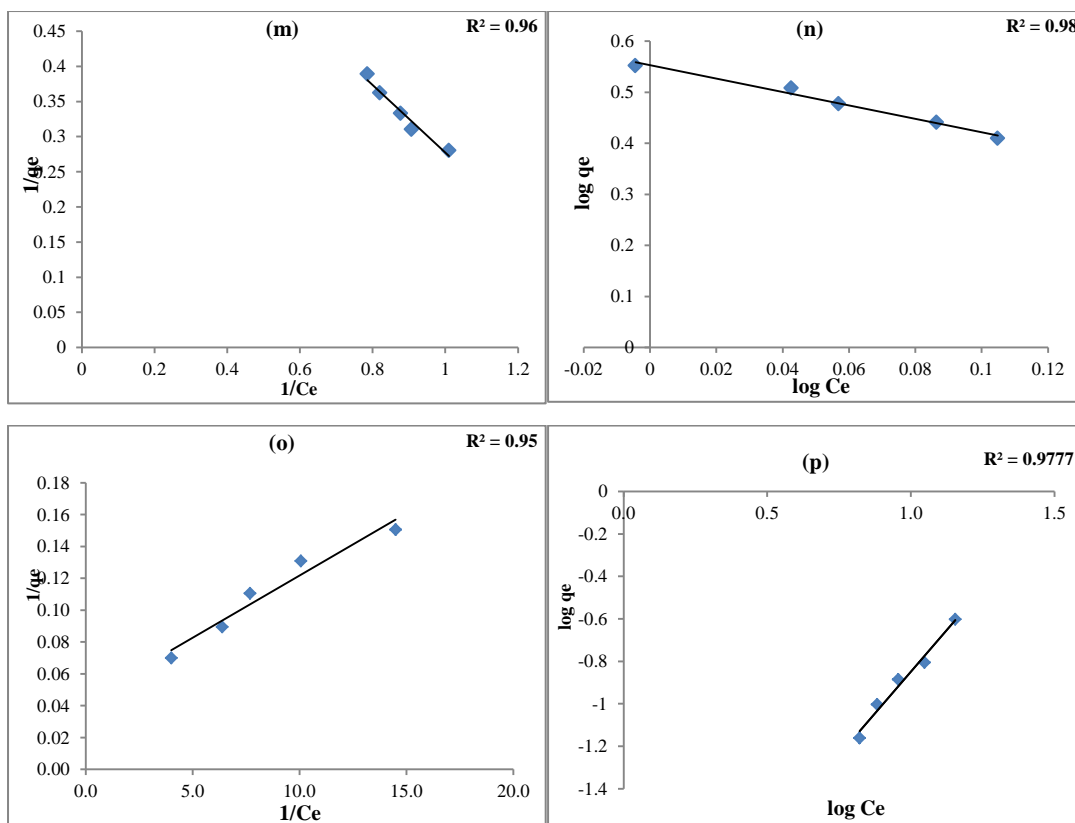 (m)
R² = 0.96
0.45
0.4
0.35
0.3
0.25
0.2
0.15
0.1
0.05
0
1/qe
0 0.2 0.4 0.6 0.8 1 1.2
1/Ce
(n)
R² = 0.98
0.6
0.5
0.4
0.3
0.2
0.1
0
log qe
-0.02 0 0.02 0.04 0.06 0.08 0.1 0.12
log Ce
(o)
R² = 0.95
0.18
0.16
0.14
0.12
0.10
0.08
0.06
0.04
0.02
0.00
1/qe
0.0 5.0 10.0 15.0 20.0
1/Ce
(p)
R² = 0.9777
0
0.0 0.5 1.0 1.5
-0.2
-0.4
-0.6
-0.8
-1
-1.2
-1.4
log qe
log Ce